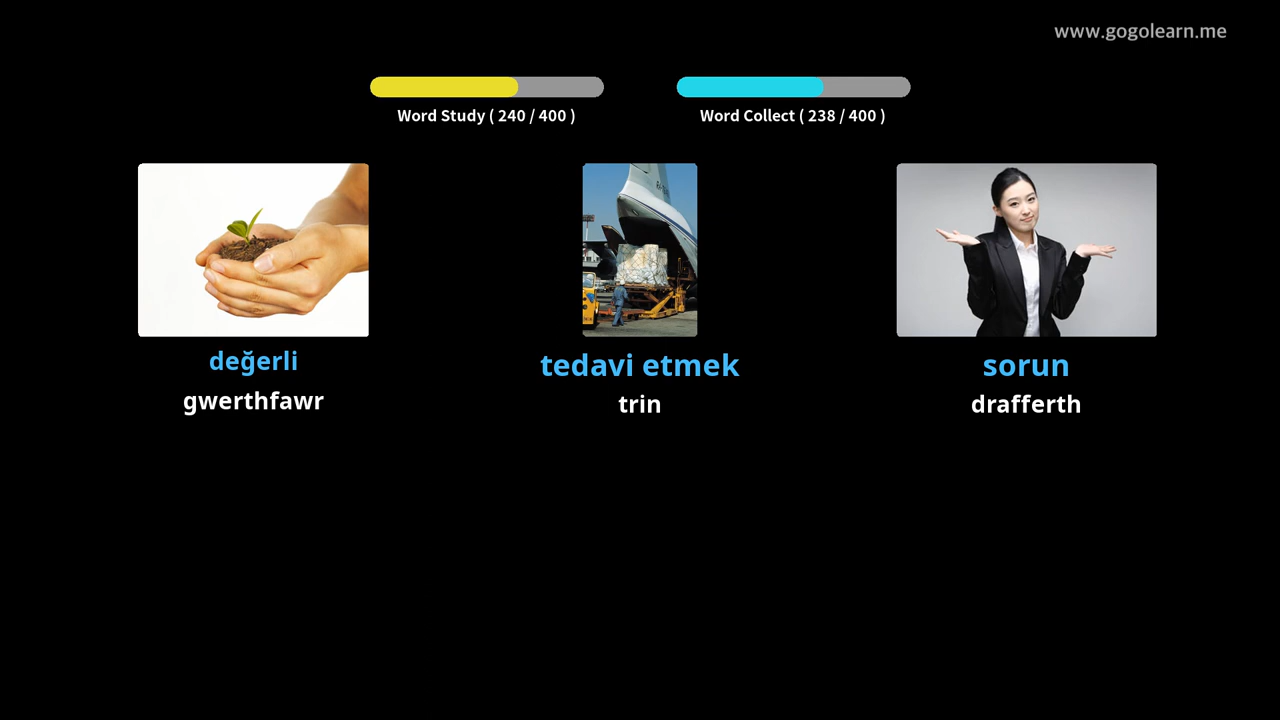 www.gogolearn.me
Word Study ( 240 / 400 )
Word Collect ( 238 / 400 )
değerli
gwerthfawr
tedavi etmek
trin
sorun
drafferth